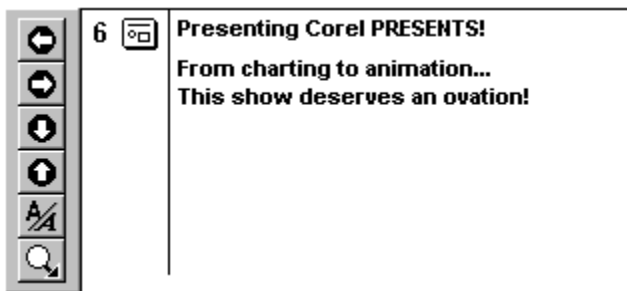 6 Presenting Corel PRESENTS!
From charting to animation...
This show deserves an ovation!
A/A